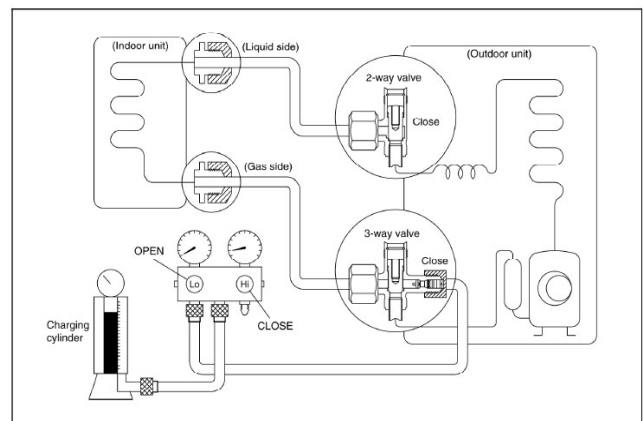 (Indoor unit)
(Liquid side)
(Outdoor unit)
2-way valve
Close
(Gas side)
3-way valve
Close
OPEN
Lo
Hi
CLOSE
Charging
cylinder